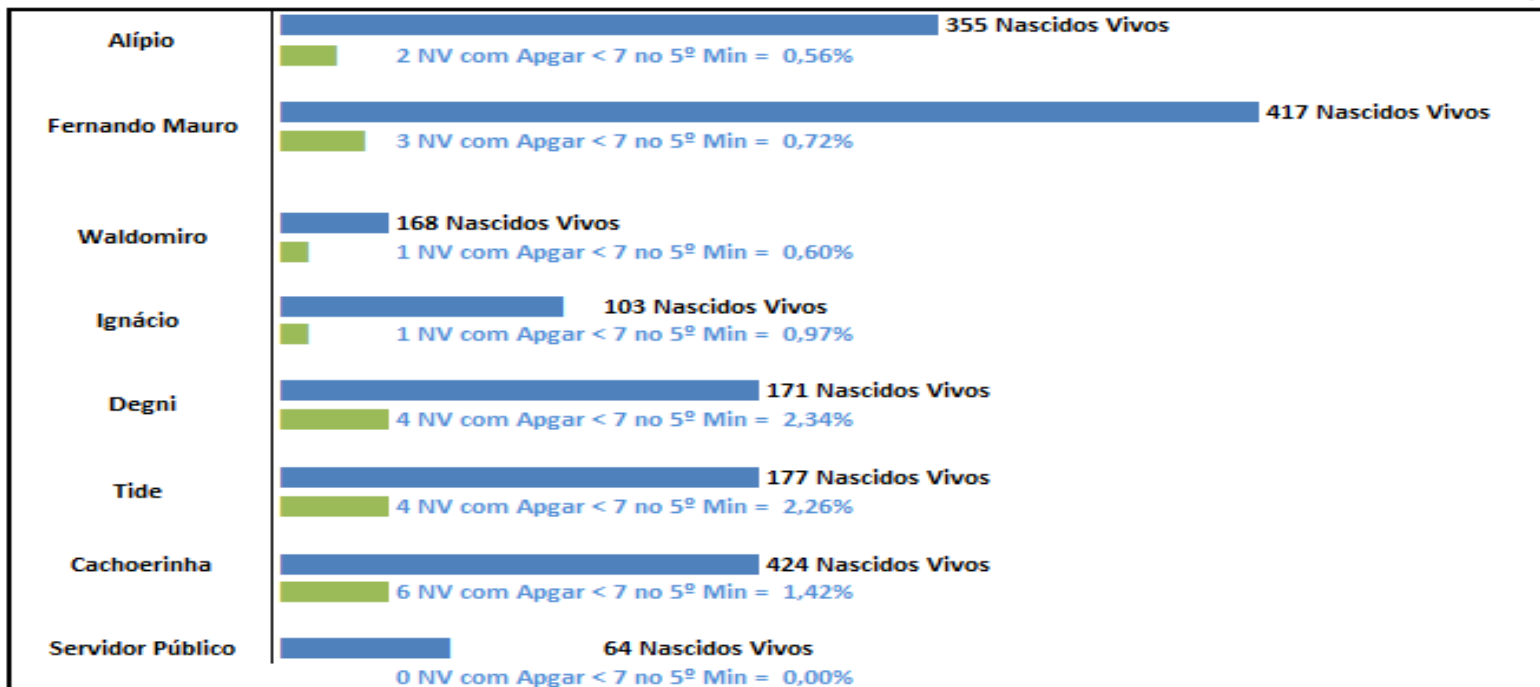 Alípio
355 Nascidos Vivos
2 NV com Apgar < 7 no 5º Min = 0,56%
Fernando Mauro
417 Nascidos Vivos
3 NV com Apgar < 7 no 5º Min = 0,72%
Waldomiro
168 Nascidos Vivos
1 NV com Apgar < 7 no 5º Min = 0,60%
Ignácio
103 Nascidos Vivos
1 NV com Apgar < 7 no 5º Min = 0,97%
Degni
171 Nascidos Vivos
4 NV com Apgar < 7 no 5º Min = 2,34%
Tide
177 Nascidos Vivos
4 NV com Apgar < 7 no 5º Min = 2,26%
Cachoerinha
424 Nascidos Vivos
6 NV com Apgar < 7 no 5º Min = 1,42%
Servidor Público
64 Nascidos Vivos
0 NV com Apgar < 7 no 5º Min = 0,00%